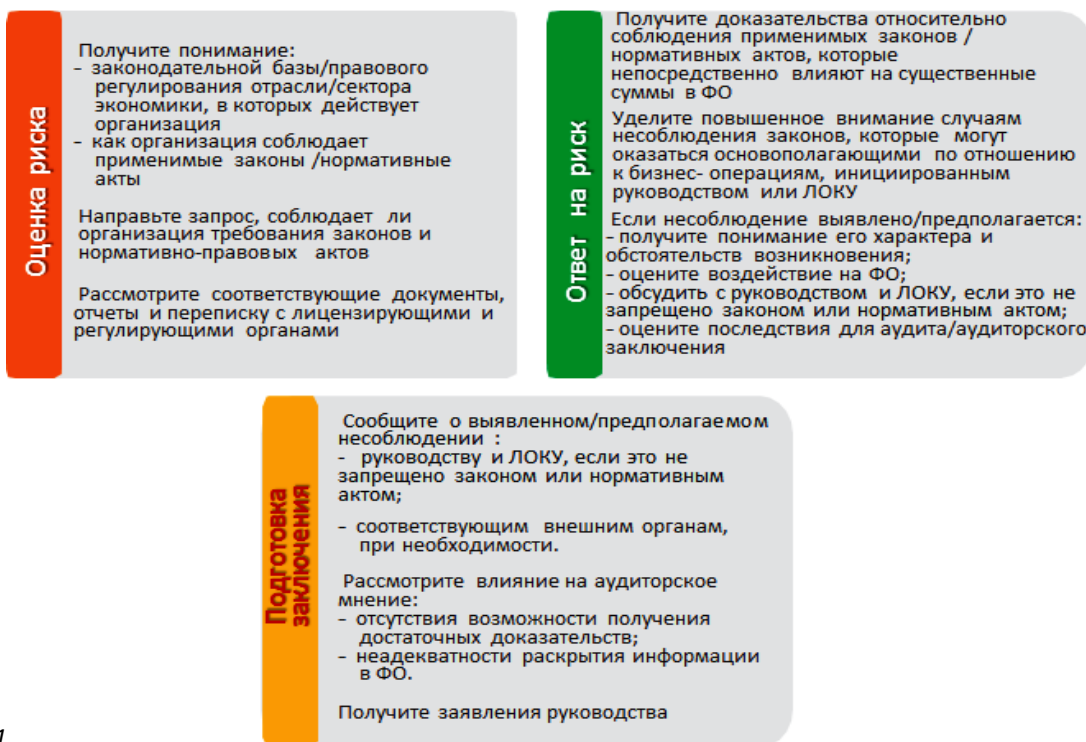 Оценка риска
Получите понимание:
- законодательной базы/правового
регулирования отрасли/сектора
экономики, в которых действует
организация
- как организация соблюдает
применимые законы /нормативные
акты
Направьте запрос, соблюдает ли
организация требования законов и
нормативно-правовых актов
Рассмотрите соответствующие документы,
отчеты и переписку с лицензирующими и
регулирующими органами
Ответ на риск
Получите доказательства относительно
соблюдения применимых законов /
нормативных актов, которые
непосредственно влияют на существенные
суммы в ФО
Уделите повышенное внимание случаям
несоблюдения законов, которые могут
оказаться основополагающими по отношению
к бизнес- операциям, инициированным
руководством или ЛОКУ
Если несоблюдение выявлено/предполагается:
- получите понимание его характера и
обстоятельств возникновения;
- оцените воздействие на ФО;
- обсудить с руководством и ЛОКУ, если это не
запрещено законом или нормативным актом;
- оцените последствия для аудита/аудиторского
заключения
Подготовка
заключения
Сообщите о выявленном/предполагаемом
несоблюдении :
- руководству и ЛОКУ, если это не
запрещено законом или нормативным
актом;
- соответствующим внешним органам,
при необходимости.
Рассмотрите влияние на аудиторское
мнение:
- отсутствия возможности получения
достаточных доказательств;
- неадекватности раскрытия информации
в ФО.
Получите заявления руководства